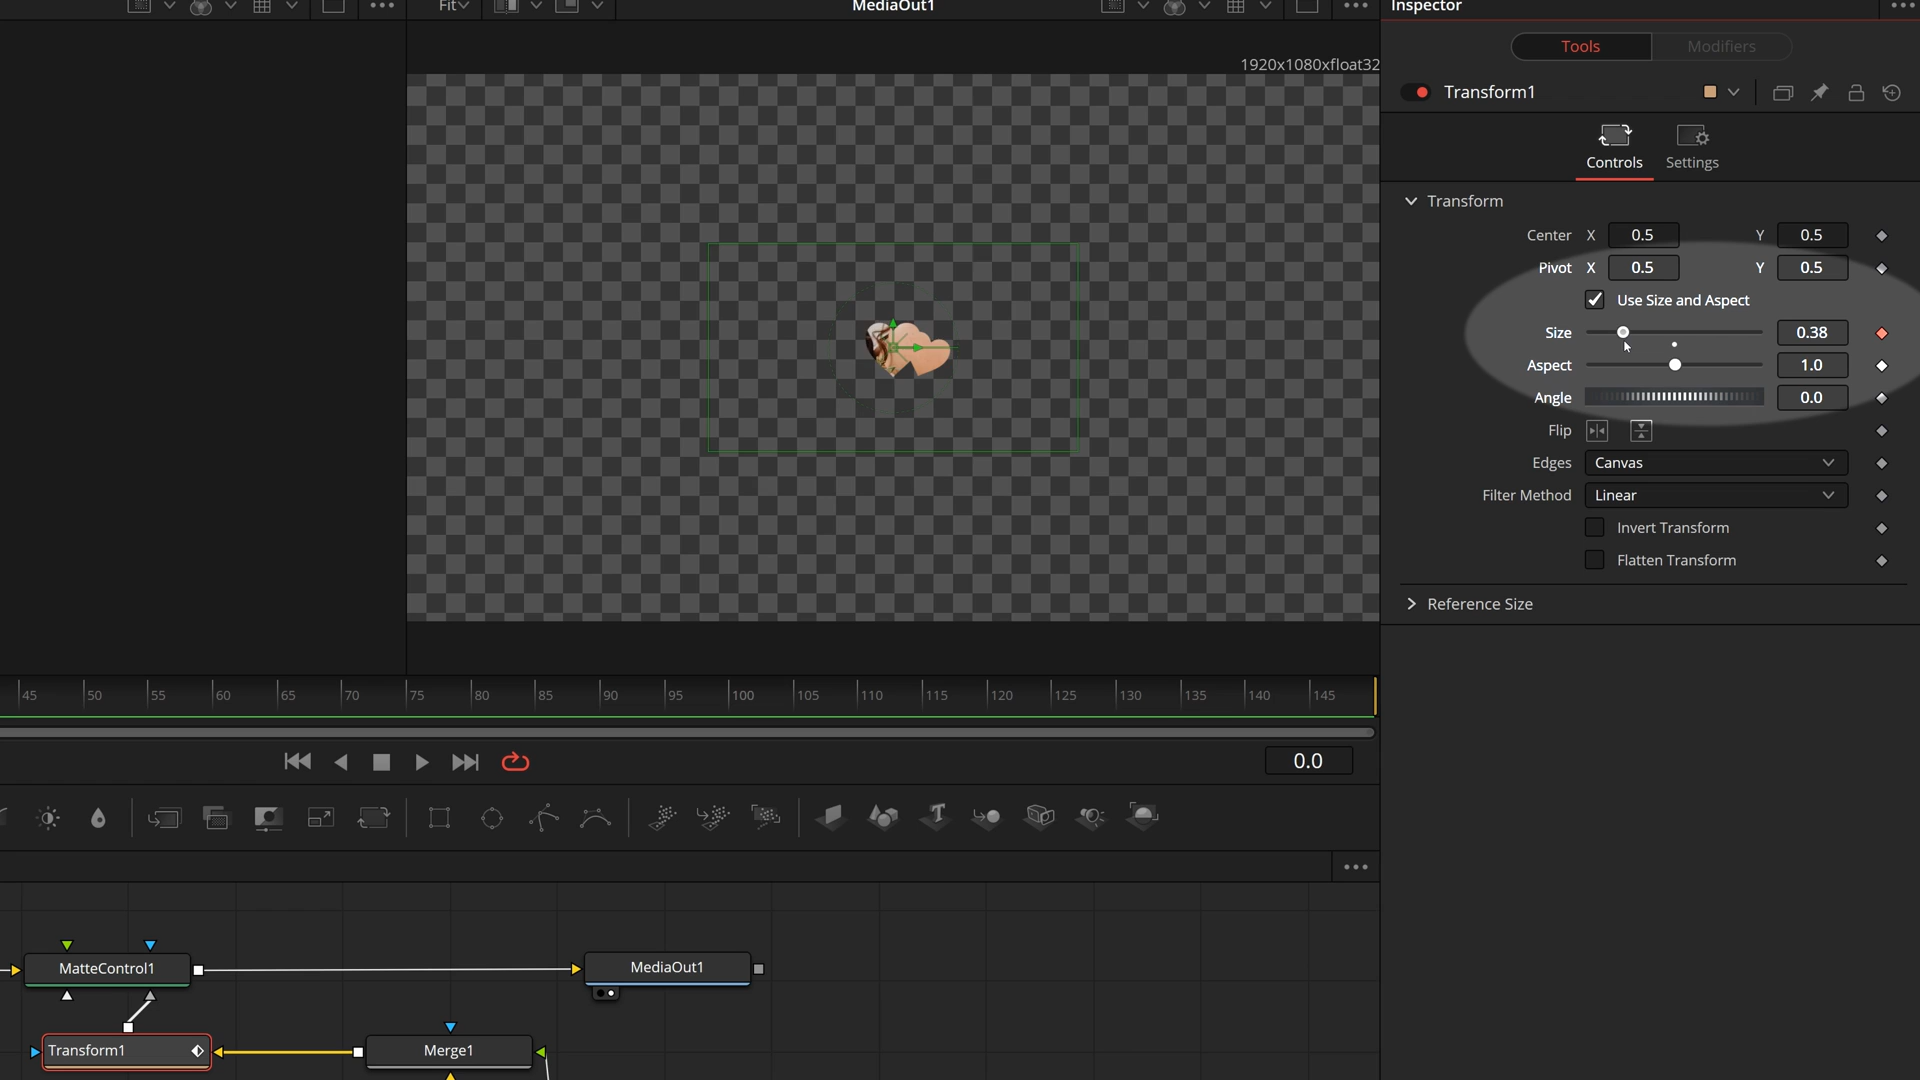 Fit
MediaOut1
Inspector
Tools
Modifiers
1920x1080xfloat32
Transform1
Controls
Settings
Transform
Center X 0.5 Y 0.5
Pivot X 0.5 Y 0.5
Use Size and Aspect
Size 0.38
Aspect 1.0
Angle 0.0
Flip
Edges Canvas
Filter Method Linear
Invert Transform
Flatten Transform
Reference Size
45 50 55 60 65 70 75 80 85 90 95 100 105 110 115 120 125 130 135 140 145
0.0
MatteControl1
MediaOut1
Transform1
Merge1